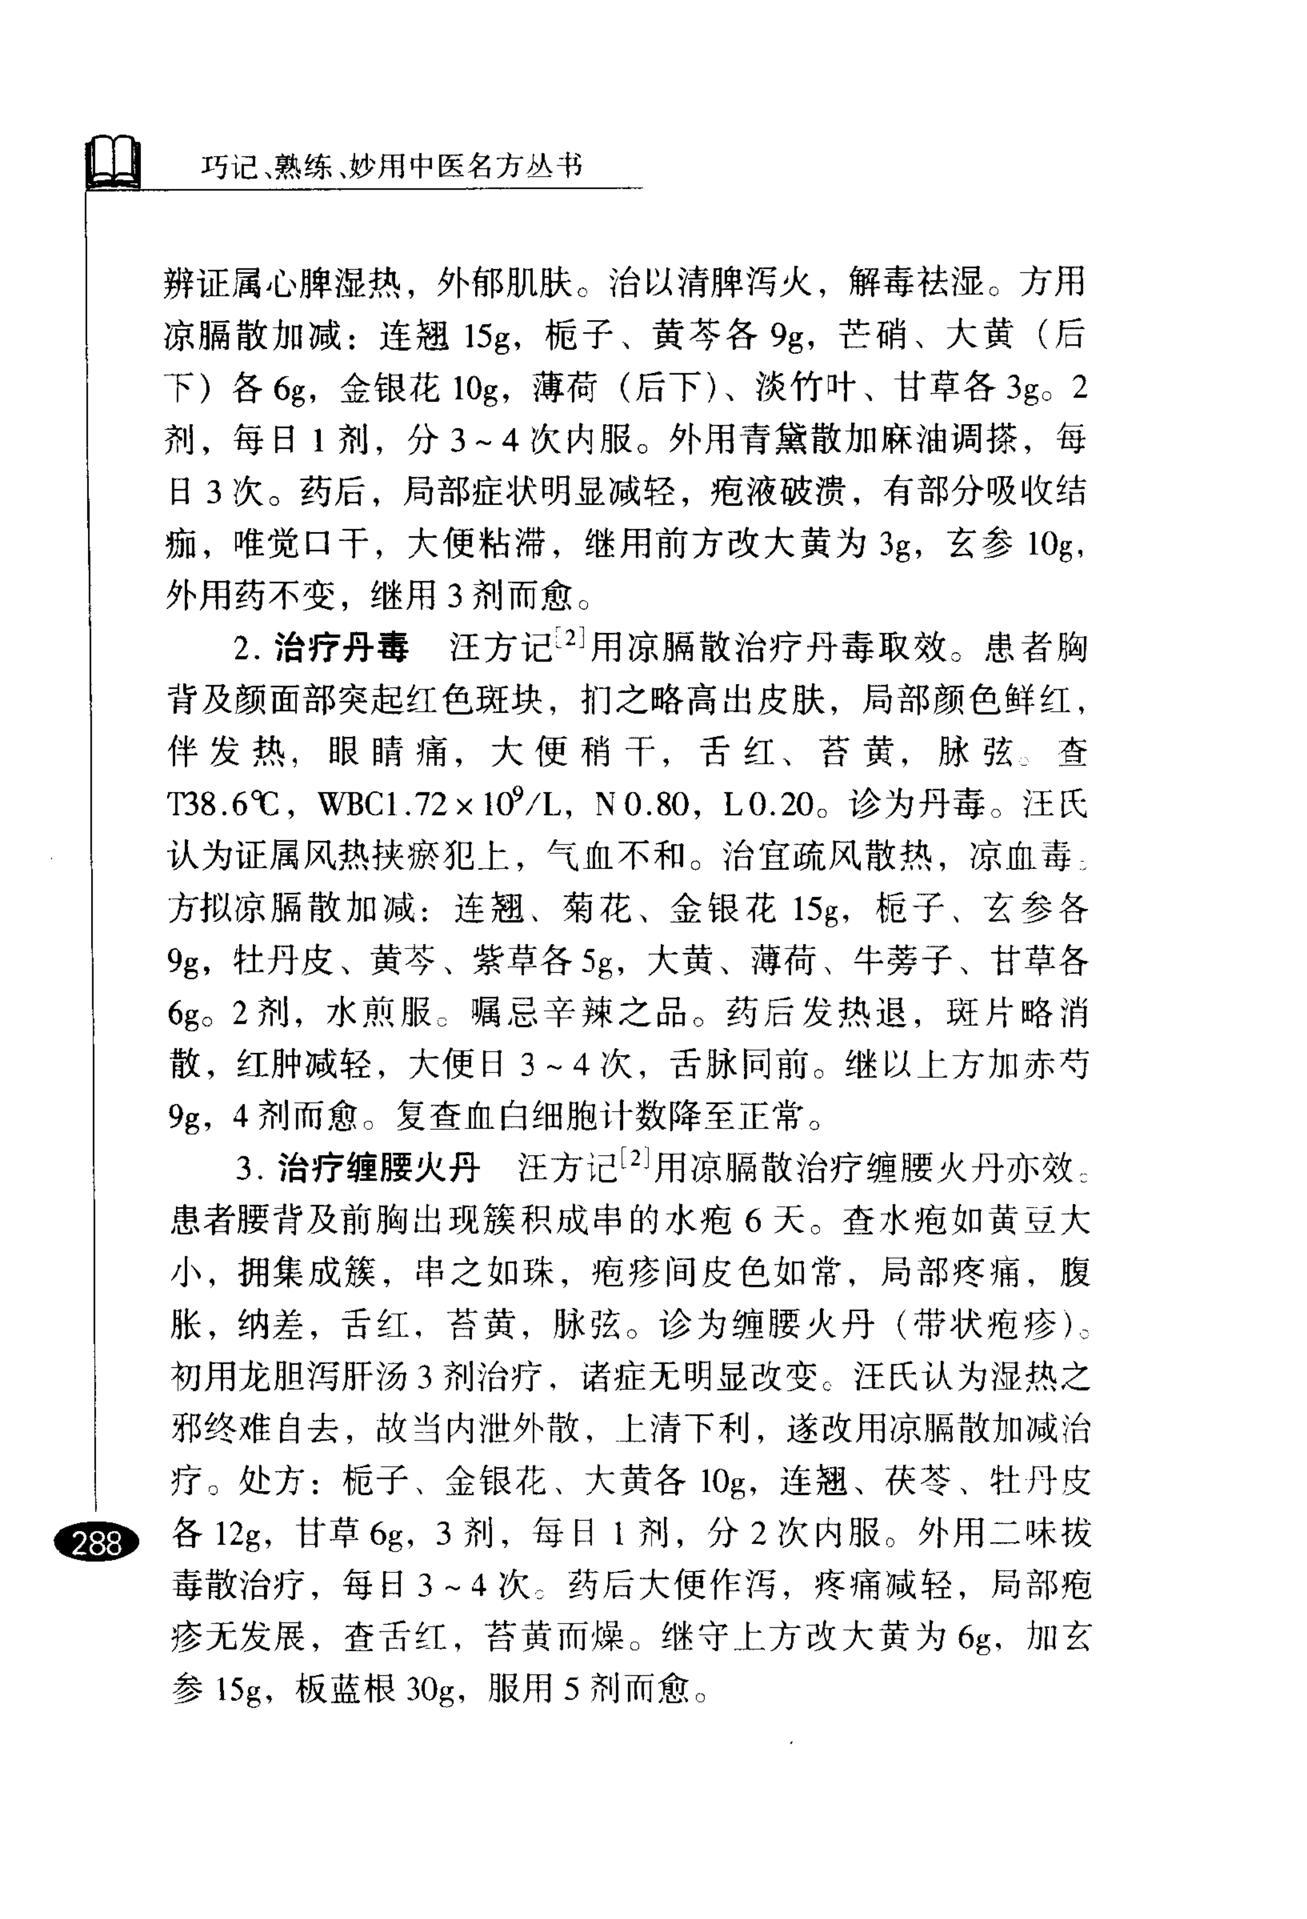 巧记、熟练、妙用中医名方丛书
辨证属心脾湿热，外郁肌肤。治以清脾泻火，解毒祛湿。方用
凉膈散加减：连翘 15g，栀子、黄芩各 9g，芒硝、大黄（后
下）各 6g，金银花 10g，薄荷（后下）、淡竹叶、甘草各 3g。2
剂，每日 1 剂，分 3～4 次内服。外用青黛散加麻油调搽，每
日 3 次。药后，局部症状明显减轻，疱液破溃，有部分吸收结
痂，唯觉口干，大便粘滞，继用前方改大黄为 3g，玄参 10g，
外用药不变，继用 3 剂而愈。
2. 治疗丹毒　汪方记[2]用凉膈散治疗丹毒取效。患者胸
背及颜面部突起红色斑块，扪之略高出皮肤，局部颜色鲜红，
伴发热，眼睛痛，大便稍干，舌红、苔黄，脉弦。查
T38.6℃，WBC1.72×10⁹/L，N 0.80，L 0.20。诊为丹毒。汪氏
认为证属风热挟瘀犯上，气血不和。治宜疏风散热，凉血毒。
方拟凉膈散加减：连翘、菊花、金银花 15g，栀子、玄参各
9g，牡丹皮、黄芩、紫草各 5g，大黄、薄荷、牛蒡子、甘草各
6g。2 剂，水煎服。嘱忌辛辣之品。药后发热退，斑片略消
散，红肿减轻，大便日 3～4 次，舌脉同前。继以上方加赤芍
9g，4 剂而愈。复查血白细胞计数降至正常。
3. 治疗缠腰火丹　汪方记[2]用凉膈散治疗缠腰火丹亦效。
患者腰背及前胸出现簇积成串的水疱 6 天。查水疱如黄豆大
小，拥集成簇，串之如珠，疱疹间皮色如常，局部疼痛，腹
胀，纳差，舌红，苔黄，脉弦。诊为缠腰火丹（带状疱疹）。
初用龙胆泻肝汤 3 剂治疗，诸症无明显改变。汪氏认为湿热之
邪终难自去，故当内泄外散，上清下利，遂改用凉膈散加减治
疗。处方：栀子、金银花、大黄各 10g，连翘、茯苓、牡丹皮
各 12g，甘草 6g，3 剂，每日 1 剂，分 2 次内服。外用二味拔
毒散治疗，每日 3～4 次。药后大便作泻，疼痛减轻，局部疱
疹无发展，查舌红，苔黄而燥。继守上方改大黄为 6g，加玄
参 15g，板蓝根 30g，服用 5 剂而愈。
288